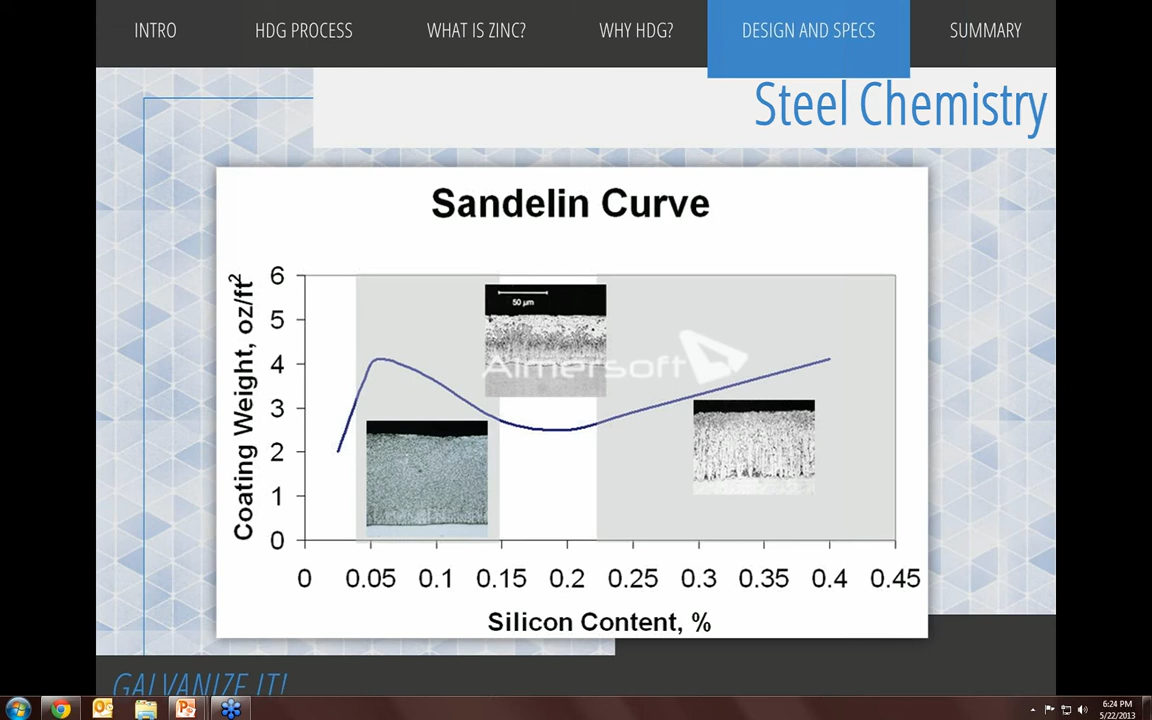 INTRO
HDG PROCESS
WHAT IS ZINC?
WHY HDG?
DESIGN AND SPECS
SUMMARY
Steel Chemistry
Sandelin Curve
Coating Weight, oz/ft²
6
5
4
3
2
1
0
50 µm
Aimersoft
0 0.05 0.1 0.15 0.2 0.25 0.3 0.35 0.4 0.45
Silicon Content, %
GALVANIZE IT!
6:24 PM
5/22/2013